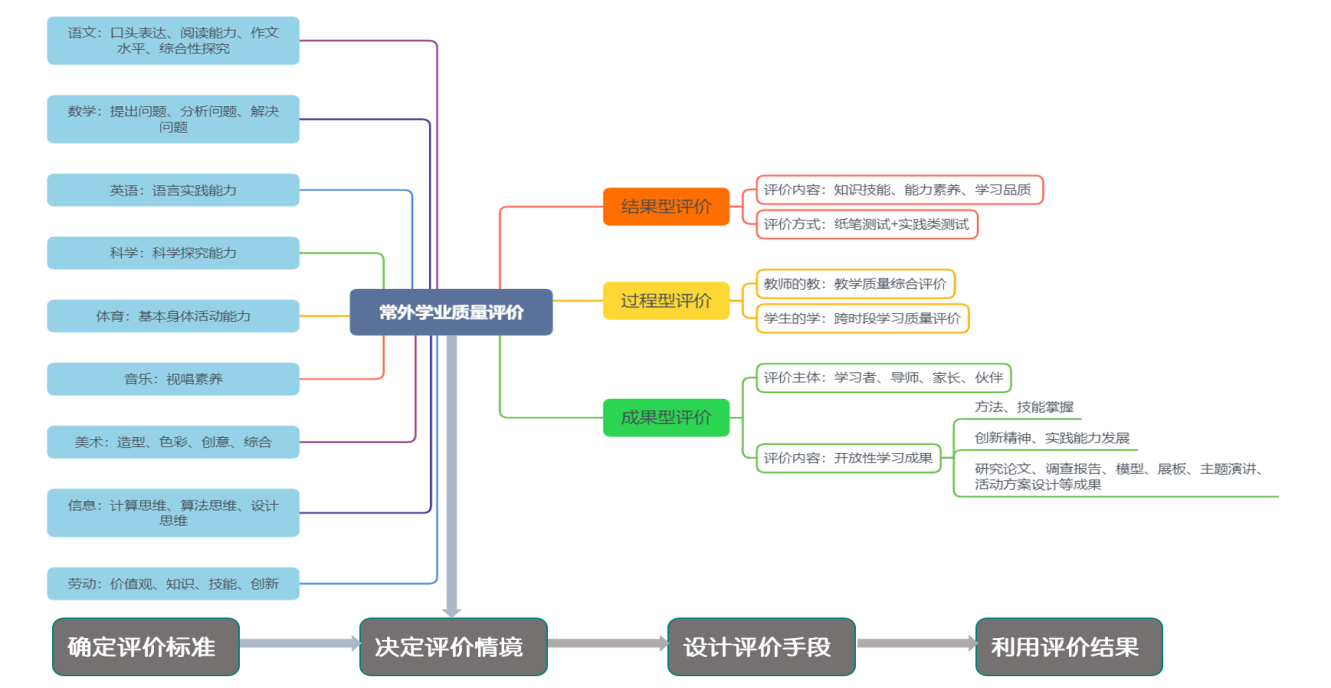 语文：口头表达、阅读能力、作文
水平、综合性探究
数学：提出问题、分析问题、解决
问题
英语：语言实践能力
科学：科学探究能力
体育：基本身体活动能力
音乐：视唱素养
美术：造型、色彩、创意、综合
信息：计算思维、算法思维、设计
思维
劳动：价值观、知识、技能、创新
常外学业质量评价
结果型评价
评价内容：知识技能、能力素养、学习品质
评价方式：纸笔测试+实践类测试
过程型评价
教师的教：教学质量综合评价
学生的学：跨时段学习质量评价
成果型评价
评价主体：学习者、导师、家长、伙伴
评价内容：开放性学习成果
方法、技能掌握
创新精神、实践能力发展
研究论文、调查报告、模型、展板、主题演讲、
活动方案设计等成果
确定评价标准
决定评价情境
设计评价手段
利用评价结果